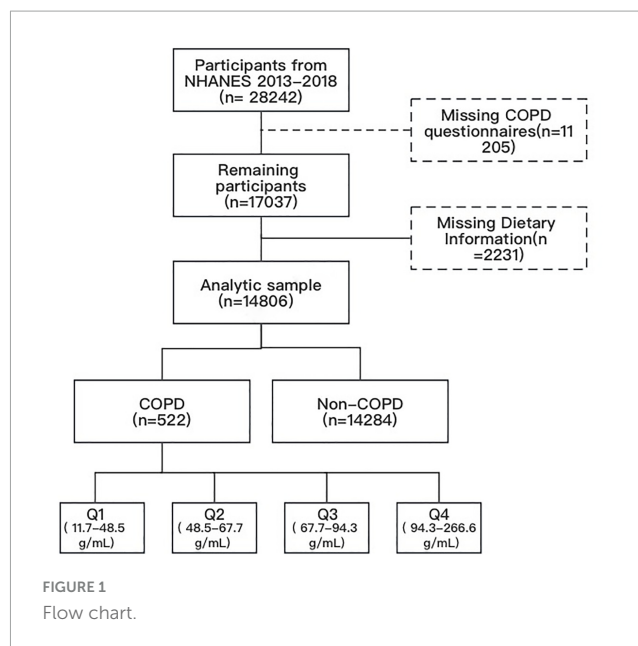 Participants from
NHANES 2013–2018
(n= 28242)
Missing COPD
questionnaires(n=11
205)
Remaining
participants
(n=17037)
Missing Dietary
Information(n
=2231)
Analytic sample
(n=14806)
COPD
(n=522)
Non–COPD
(n=14284)
Q1
( 11.7–48.5
g/mL)
Q2
( 48.5–67.7
g/mL)
Q3
( 67.7–94.3
g/mL)
Q4
( 94.3–266.6
g/mL)
FIGURE 1
Flow chart.